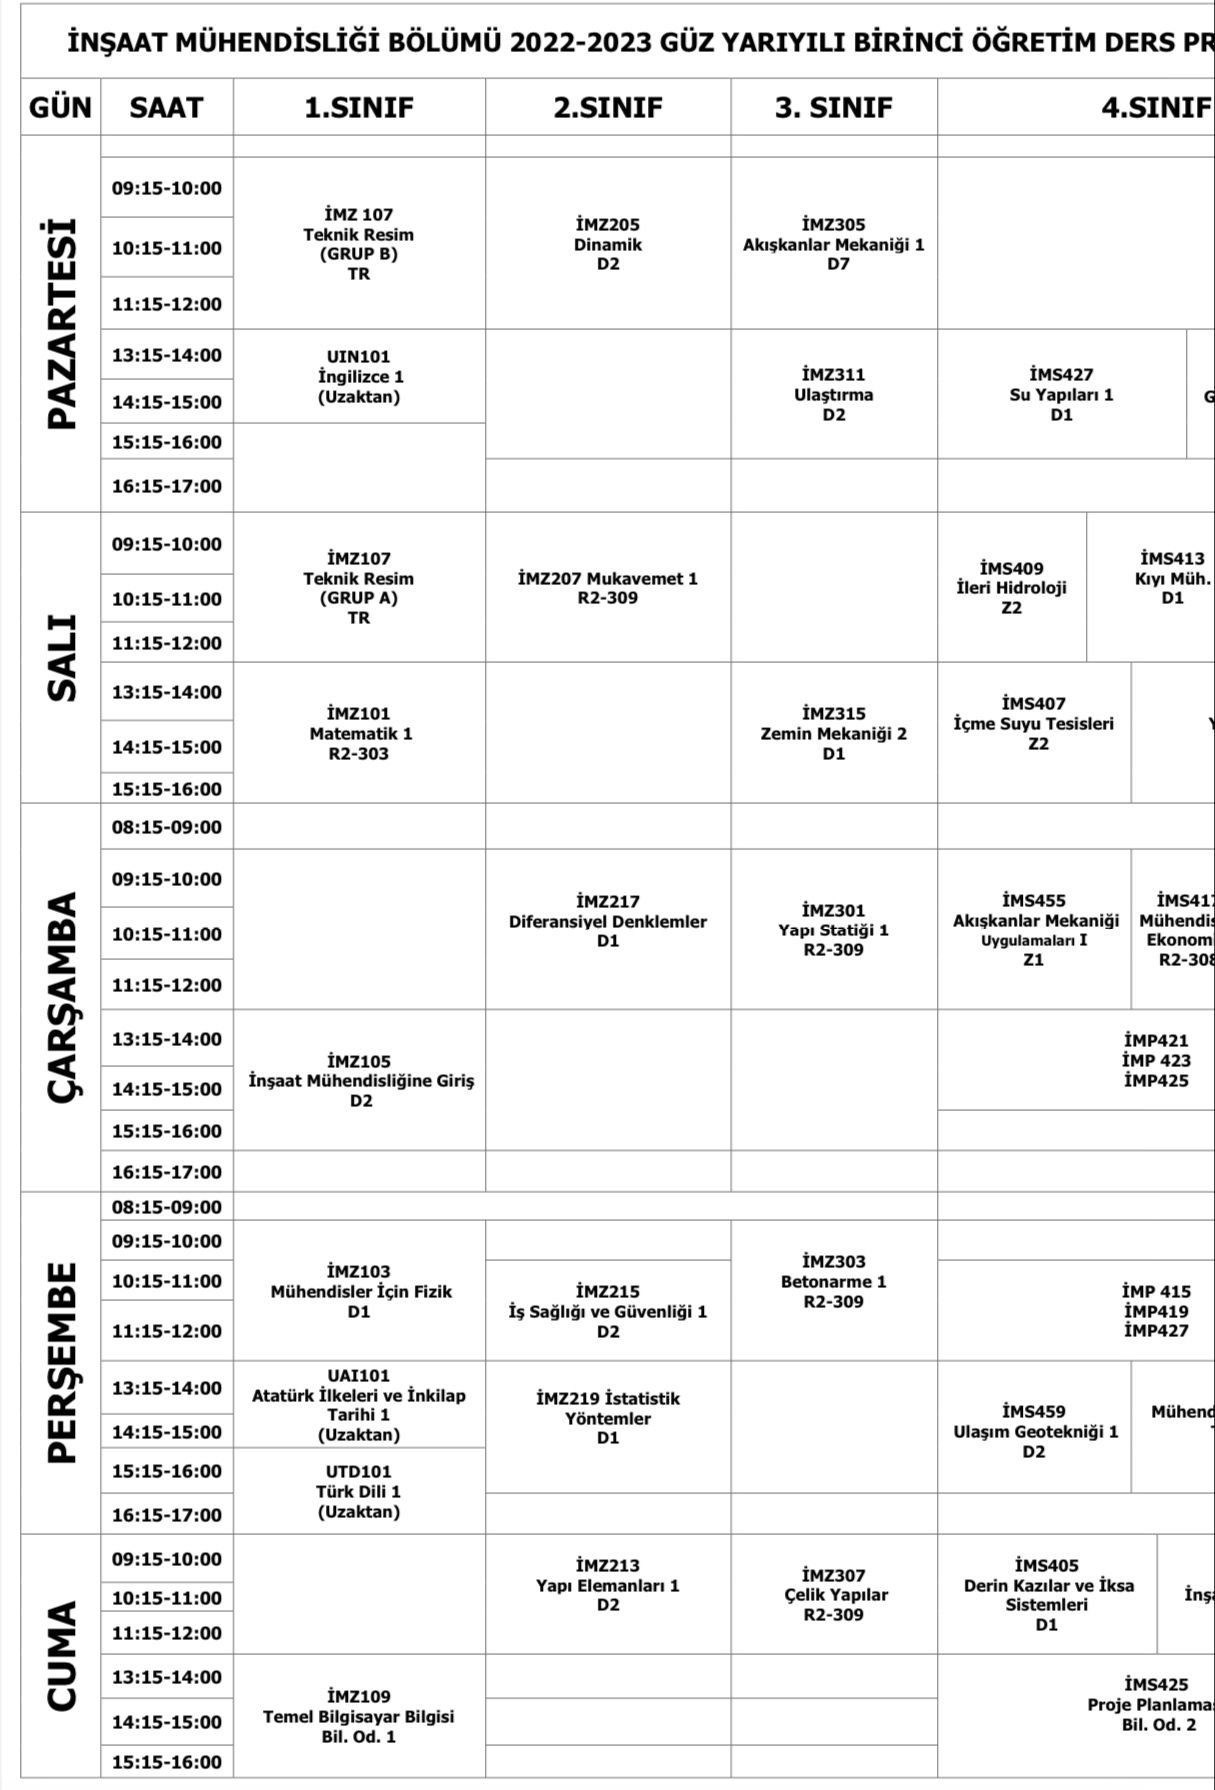 İNŞAAT MÜHENDİSLİĞİ BÖLÜMÜ 2022-2023 GÜZ YARIYILI BİRİNCİ ÖĞRETİM DERS PR
GÜN SAAT 1.SINIF 2.SINIF 3. SINIF 4.SINIF
PAZARTESİ
09:15-10:00
10:15-11:00
11:15-12:00
İMZ 107
Teknik Resim
(GRUP B)
TR
İMZ205
Dinamik
D2
İMZ305
Akışkanlar Mekaniği 1
D7
13:15-14:00
14:15-15:00
15:15-16:00
16:15-17:00
UIN101
İngilizce 1
(Uzaktan)
İMZ311
Ulaştırma
D2
İMS427
Su Yapıları 1
D1
G
SALI
09:15-10:00
10:15-11:00
11:15-12:00
İMZ107
Teknik Resim
(GRUP A)
TR
İMZ207 Mukavemet 1
R2-309
İMS409
İleri Hidroloji
Z2
İMS413
Kıyı Müh.
D1
13:15-14:00
14:15-15:00
15:15-16:00
İMZ101
Matematik 1
R2-303
İMZ315
Zemin Mekaniği 2
D1
İMS407
İçme Suyu Tesisleri
Z2
ÇARŞAMBA
08:15-09:00
09:15-10:00
10:15-11:00
11:15-12:00
İMZ217
Diferansiyel Denklemler
D1
İMZ301
Yapı Statiği 1
R2-309
İMS455
Akışkanlar Mekaniği
Uygulamaları I
Z1
İMS417
Mühendis
Ekonomi
R2-308
13:15-14:00
14:15-15:00
15:15-16:00
16:15-17:00
İMZ105
İnşaat Mühendisliğine Giriş
D2
İMP421
İMP 423
İMP425
PERŞEMBE
08:15-09:00
09:15-10:00
10:15-11:00
11:15-12:00
İMZ103
Mühendisler İçin Fizik
D1
İMZ215
İş Sağlığı ve Güvenliği 1
D2
İMZ303
Betonarme 1
R2-309
İMP 415
İMP419
İMP427
13:15-14:00
14:15-15:00
15:15-16:00
16:15-17:00
UAI101
Atatürk İlkeleri ve İnkilap
Tarihi 1
(Uzaktan)
UTD101
Türk Dili 1
(Uzaktan)
İMZ219 İstatistik
Yöntemler
D1
İMS459
Ulaşım Geotekniği 1
D2
Mühend
CUMA
09:15-10:00
10:15-11:00
11:15-12:00
İMZ213
Yapı Elemanları 1
D2
İMZ307
Çelik Yapılar
R2-309
İMS405
Derin Kazılar ve İksa
Sistemleri
D1
İnşa
13:15-14:00
14:15-15:00
15:15-16:00
İMZ109
Temel Bilgisayar Bilgisi
Bil. Od. 1
İMS425
Proje Planlamas
Bil. Od. 2